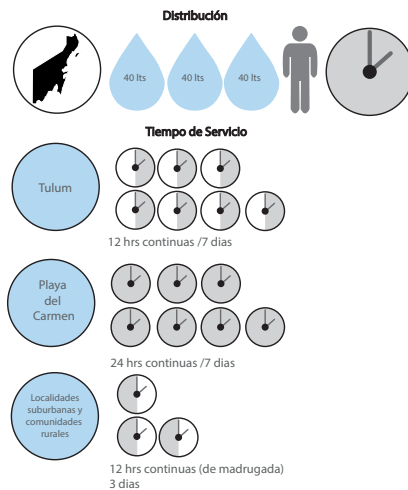 Distribución
40 lts
40 lts
40 lts
Tiempo de Servicio
Tulum
12 hrs continuas /7 dias
Playa
del
Carmen
24 hrs continuas /7 dias
Localidades
suburbanas y
comunidades
rurales
12 hrs continuas (de madrugada)
3 dias